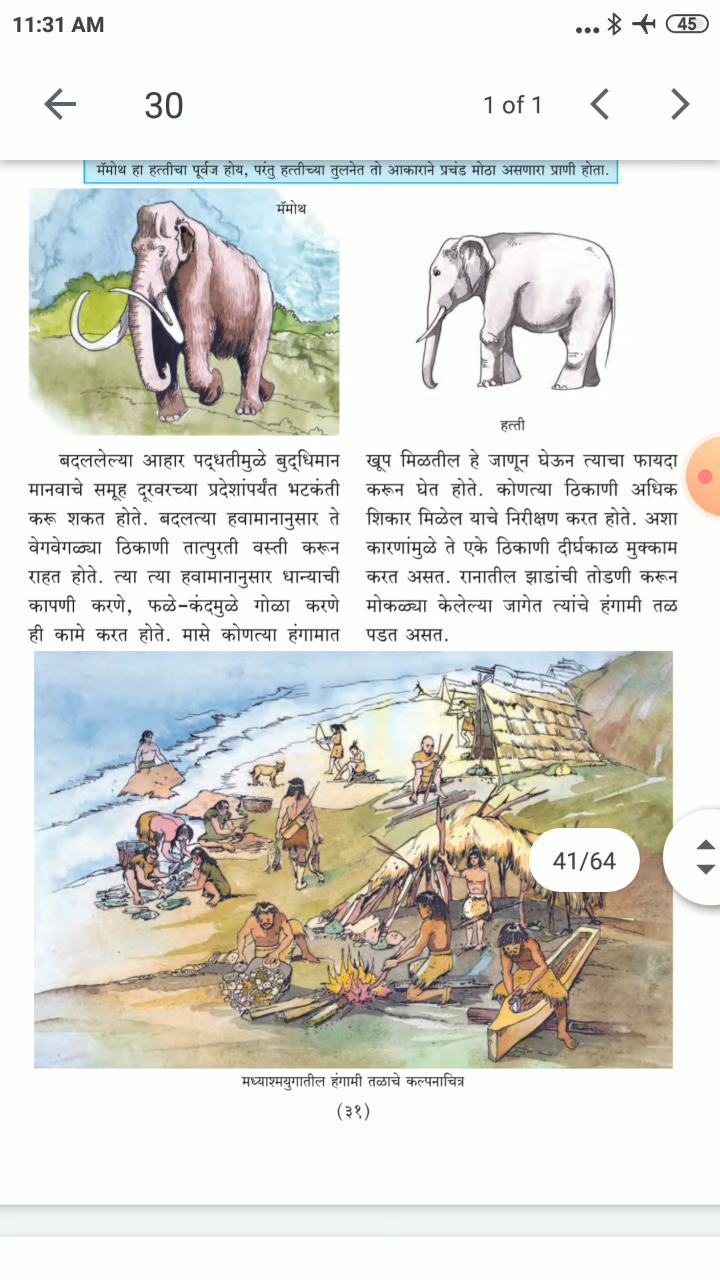 11:31 AM
... 45
30
1 of 1
मॅमोथ हा हत्तीचा पूर्वज होय, परंतु हत्तीच्या तुलनेत तो आकाराने प्रचंड मोठा असणारा प्राणी होता.
मॅमोथ
हत्ती
बदललेल्या आहार पद्धतीमुळे बुद्धिमान
मानवाचे समूह दूरवरच्या प्रदेशांपर्यंत भटकंती
करू शकत होते. बदलत्या हवामानानुसार ते
वेगवेगळ्या ठिकाणी तात्पुरती वस्ती करून
राहत होते. त्या त्या हवामानानुसार धान्याची
कापणी करणे, फळे-कंदमुळे गोळा करणे
ही कामे करत होते. मासे कोणत्या हंगामात
खूप मिळतील हे जाणून घेऊन त्याचा फायदा
करून घेत होते. कोणत्या ठिकाणी अधिक
शिकार मिळेल याचे निरीक्षण करत होते. अशा
कारणांमुळे ते एके ठिकाणी दीर्घकाळ मुक्काम
करत असत. रानातील झाडांची तोडणी करून
मोकळ्या केलेल्या जागेत त्यांचे हंगामी तळ
पडत असत.
41/64
मध्याश्मयुगातील हंगामी तळाचे कल्पनाचित्र
(३१)